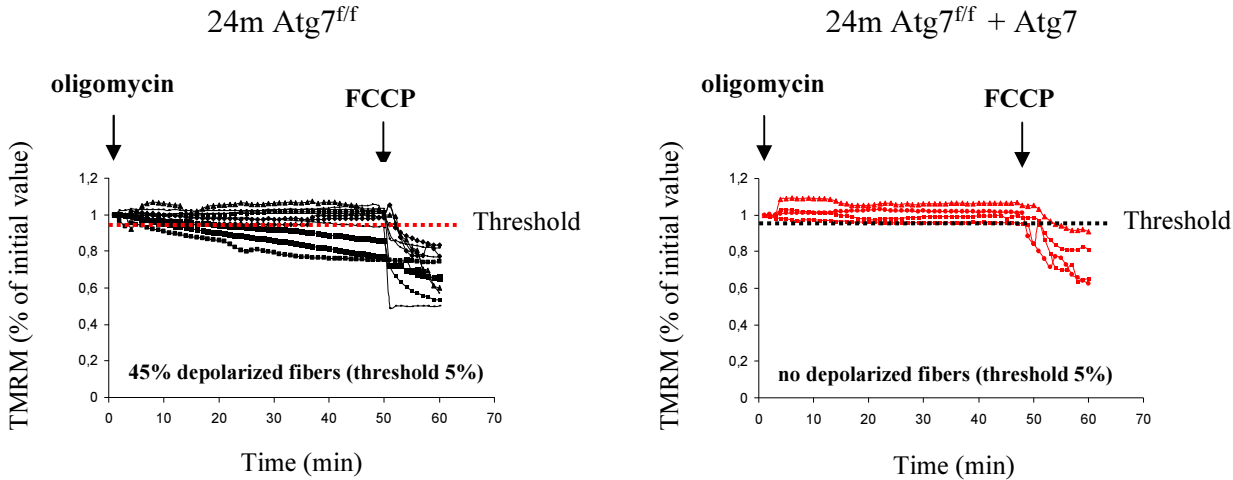 24m Atg7f/f
oligomycin
FCCP
TMRM (% of initial value)
1,2
1
0,8
0,6
0,4
0,2
0
Threshold
45% depolarized fibers (threshold 5%)
0 10 20 30 40 50 60 70
Time (min)
24m Atg7f/f + Atg7
oligomycin
FCCP
TMRM (% of initial value)
1,2
1
0,8
0,6
0,4
0,2
0
Threshold
no depolarized fibers (threshold 5%)
0 10 20 30 40 50 60 70
Time (min)